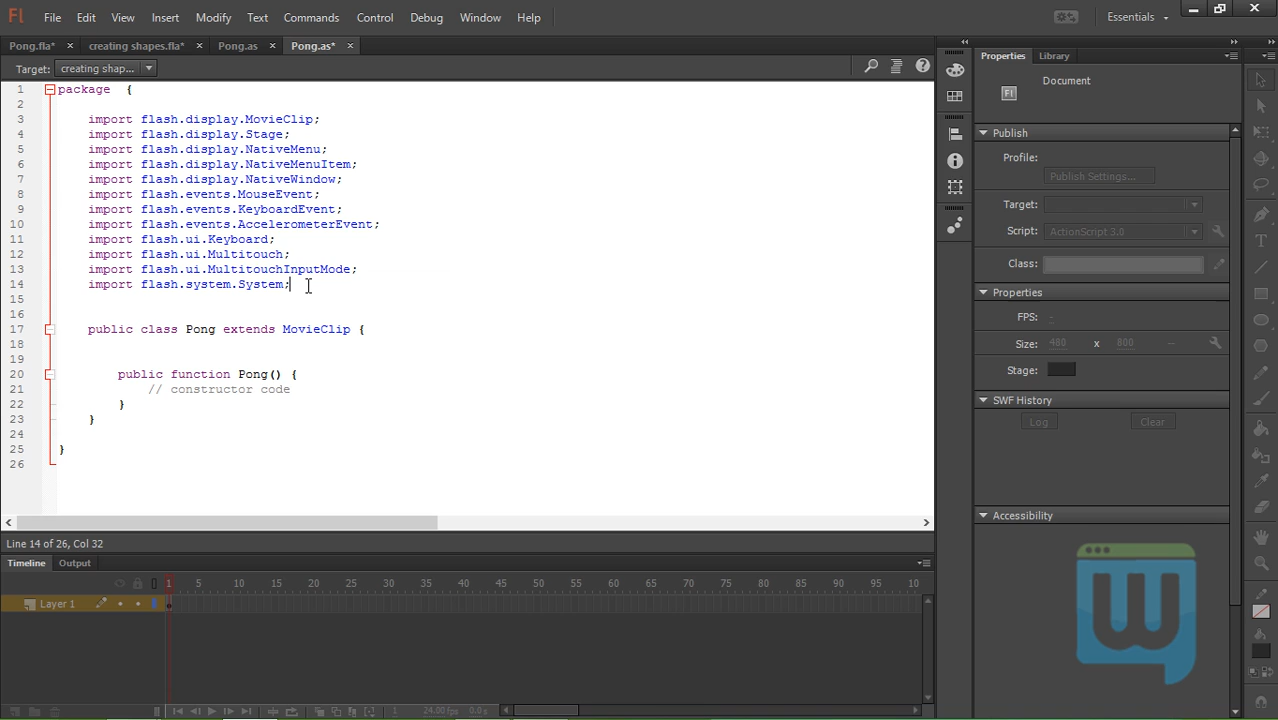 Fl File Edit View Insert Modify Text Commands Control Debug Window Help Essentials
Pong.fla* × creating shapes.fla* × Pong.as × Pong.as* ×
Target: creating shap...
1 package {
2
3 import flash.display.MovieClip;
4 import flash.display.Stage;
5 import flash.display.NativeMenu;
6 import flash.display.NativeMenuItem;
7 import flash.display.NativeWindow;
8 import flash.events.MouseEvent;
9 import flash.events.KeyboardEvent;
10 import flash.events.AccelerometerEvent;
11 import flash.ui.Keyboard;
12 import flash.ui.Multitouch;
13 import flash.ui.MultitouchInputMode;
14 import flash.system.System;
15
16
17 public class Pong extends MovieClip {
18
19
20 public function Pong() {
21 // constructor code
22 }
23 }
24
25 }
26
Line 14 of 26, Col 32
Timeline Output
1 5 10 15 20 25 30 35 40 45 50 55 60 65 70 75 80 85 90 95 10
Layer 1
1 24.00 fps 0.0 s
Properties Library
Fl Document
Publish
Profile:
Publish Settings...
Target:
Script: ActionScript 3.0
Class:
Properties
FPS: -
Size: 480 x 800
Stage:
SWF History
Log Clear
Accessibility
W